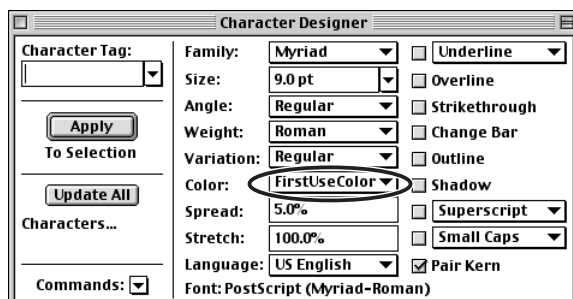 Character Designer
Character Tag:
Apply
To Selection
Update All
Characters...
Commands:
Family: Myriad
Size: 9.0 pt
Angle: Regular
Weight: Roman
Variation: Regular
Color: FirstUseColor
Spread: 5.0%
Stretch: 100.0%
Language: US English
Font: PostScript (Myriad-Roman)
Underline
Overline
Strikethrough
Change Bar
Outline
Shadow
Superscript
Small Caps
Pair Kern